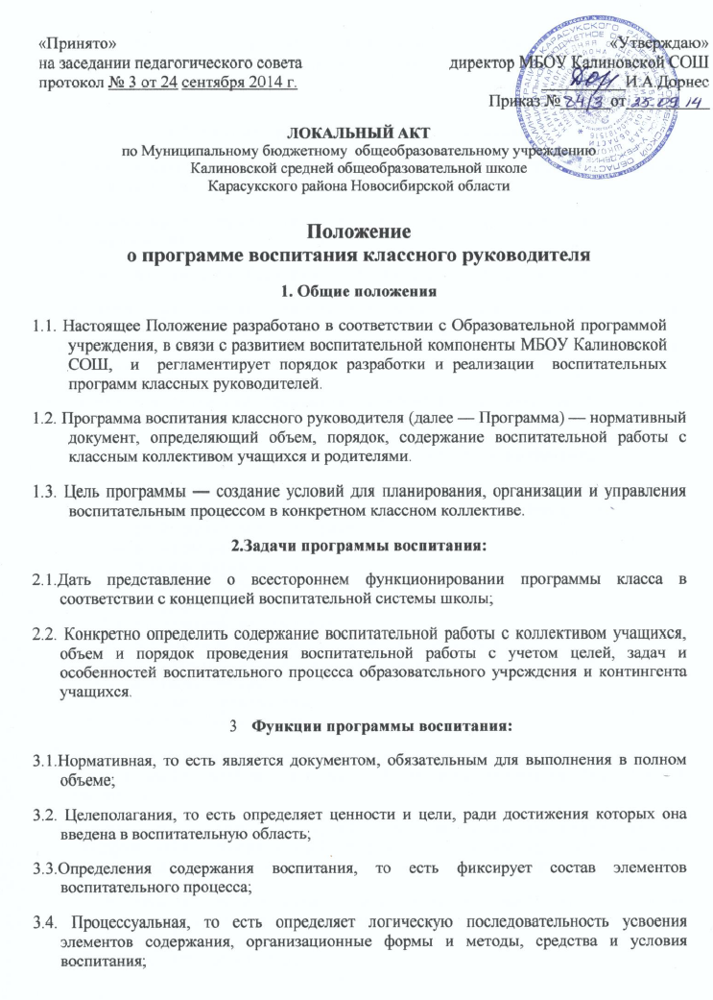 «Принято»
на заседании педагогического совета
протокол № 3 от 24 сентября 2014 г.
«Утверждаю»
директор МБОУ Калиновской СОШ
И.А.Дорнес
Приказ № 24/3 от 25.09.14
ЛОКАЛЬНЫЙ АКТ
по Муниципальному бюджетному общеобразовательному учреждению
Калиновской средней общеобразовательной школе
Карасукского района Новосибирской области
Положение
о программе воспитания классного руководителя
1. Общие положения
1.1. Настоящее Положение разработано в соответствии с Образовательной программой
учреждения, в связи с развитием воспитательной компоненты МБОУ Калиновской
СОШ, и регламентирует порядок разработки и реализации воспитательных
программ классных руководителей.
1.2. Программа воспитания классного руководителя (далее — Программа) — нормативный
документ, определяющий объем, порядок, содержание воспитательной работы с
классным коллективом учащихся и родителями.
1.3. Цель программы — создание условий для планирования, организации и управления
воспитательным процессом в конкретном классном коллективе.
2.Задачи программы воспитания:
2.1.Дать представление о всестороннем функционировании программы класса в
соответствии с концепцией воспитательной системы школы;
2.2. Конкретно определить содержание воспитательной работы с коллективом учащихся,
объем и порядок проведения воспитательной работы с учетом целей, задач и
особенностей воспитательного процесса образовательного учреждения и контингента
учащихся.
3 Функции программы воспитания:
3.1.Нормативная, то есть является документом, обязательным для выполнения в полном
объеме;
3.2. Целеполагания, то есть определяет ценности и цели, ради достижения которых она
введена в воспитательную область;
3.3.Определения содержания воспитания, то есть фиксирует состав элементов
воспитательного процесса;
3.4. Процессуальная, то есть определяет логическую последовательность усвоения
элементов содержания, организационные формы и методы, средства и условия
воспитания;